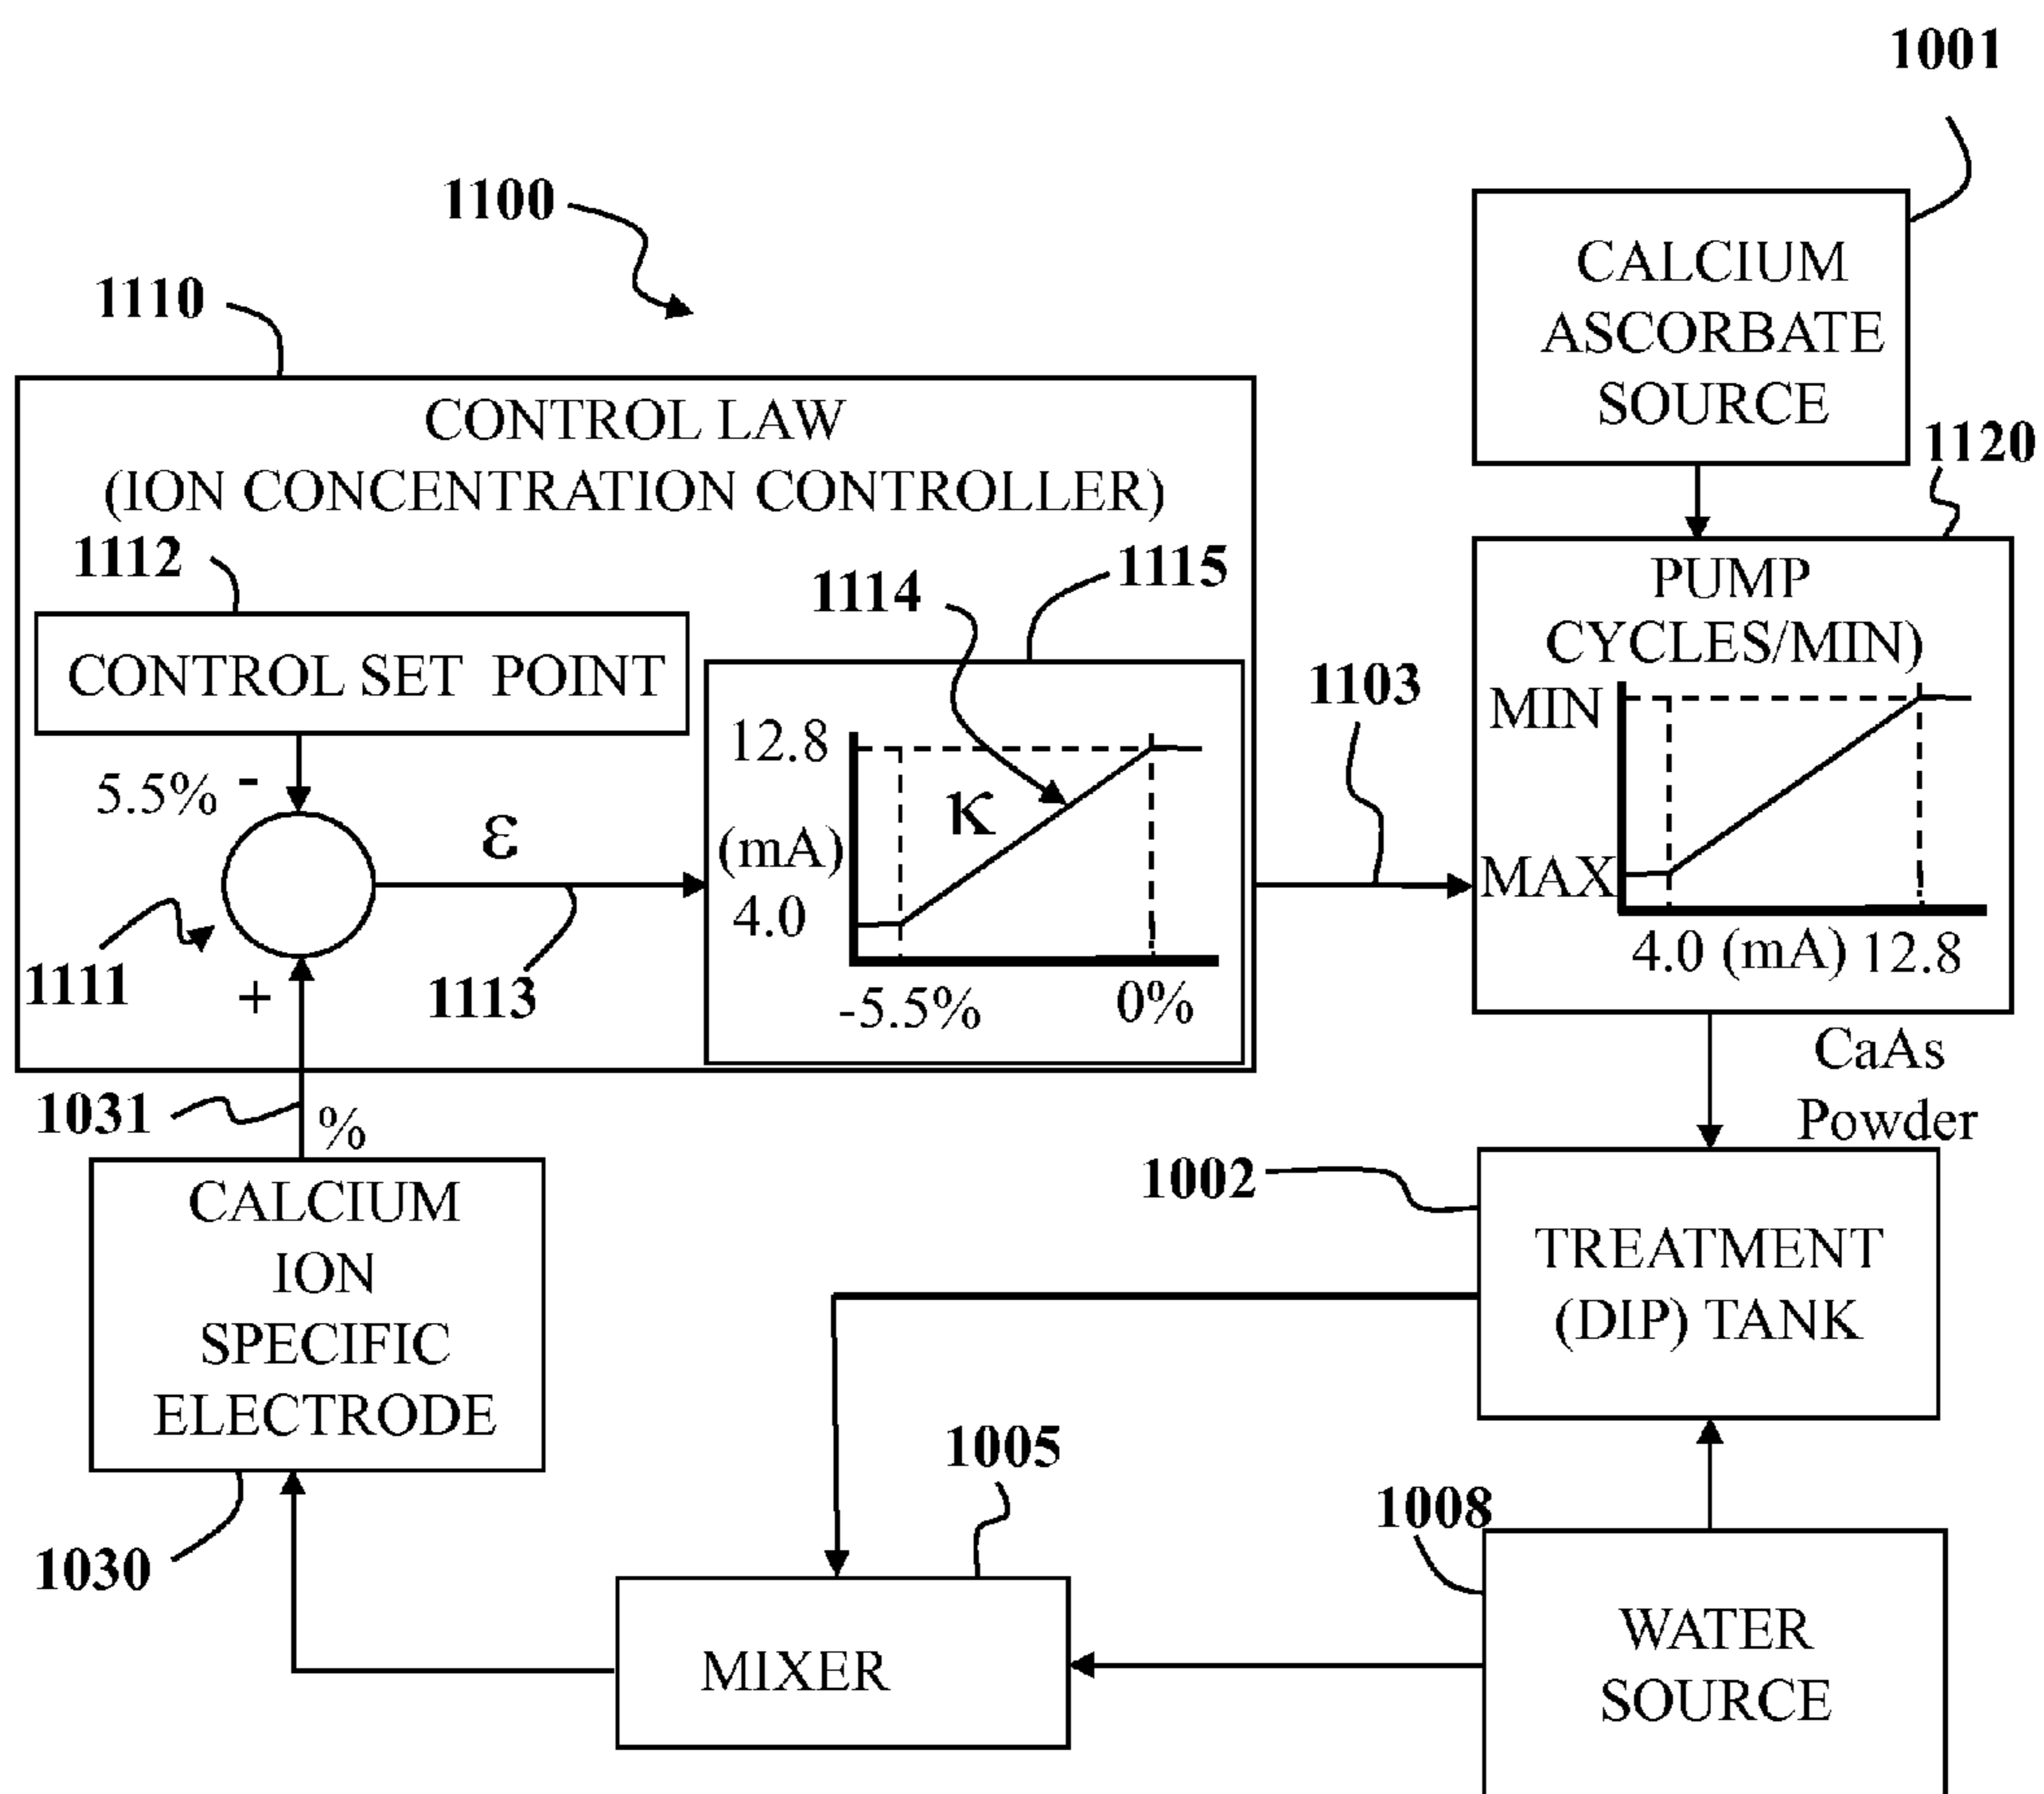 1001
1100
1110
CALCIUM
ASCORBATE
SOURCE
1120
CONTROL LAW
(ION CONCENTRATION CONTROLLER)
1112
1114
1115
CONTROL SET POINT
5.5%
-
ε
1111
+
1113
12.8
(mA)
4.0
K
-5.5%
0%
1103
PUMP
CYCLES/MIN)
MIN
MAX
4.0 (mA) 12.8
CaAs
Powder
1031
%
CALCIUM
ION
SPECIFIC
ELECTRODE
1030
1002
TREATMENT
(DIP) TANK
1005
MIXER
1008
WATER
SOURCE